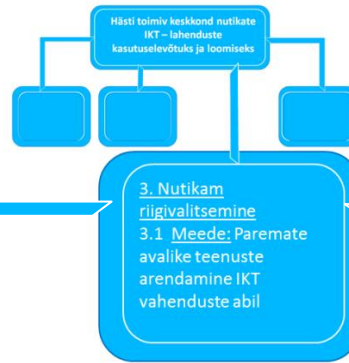 Hästi toimiv keskkond nutikate
IKT – lahenduste
kasutuselevõtuks ja loomiseks
3. Nutikam
riigivalitsemine
3.1 Meede: Paremate
avalike teenuste
arendamine IKT
vahenduste abil